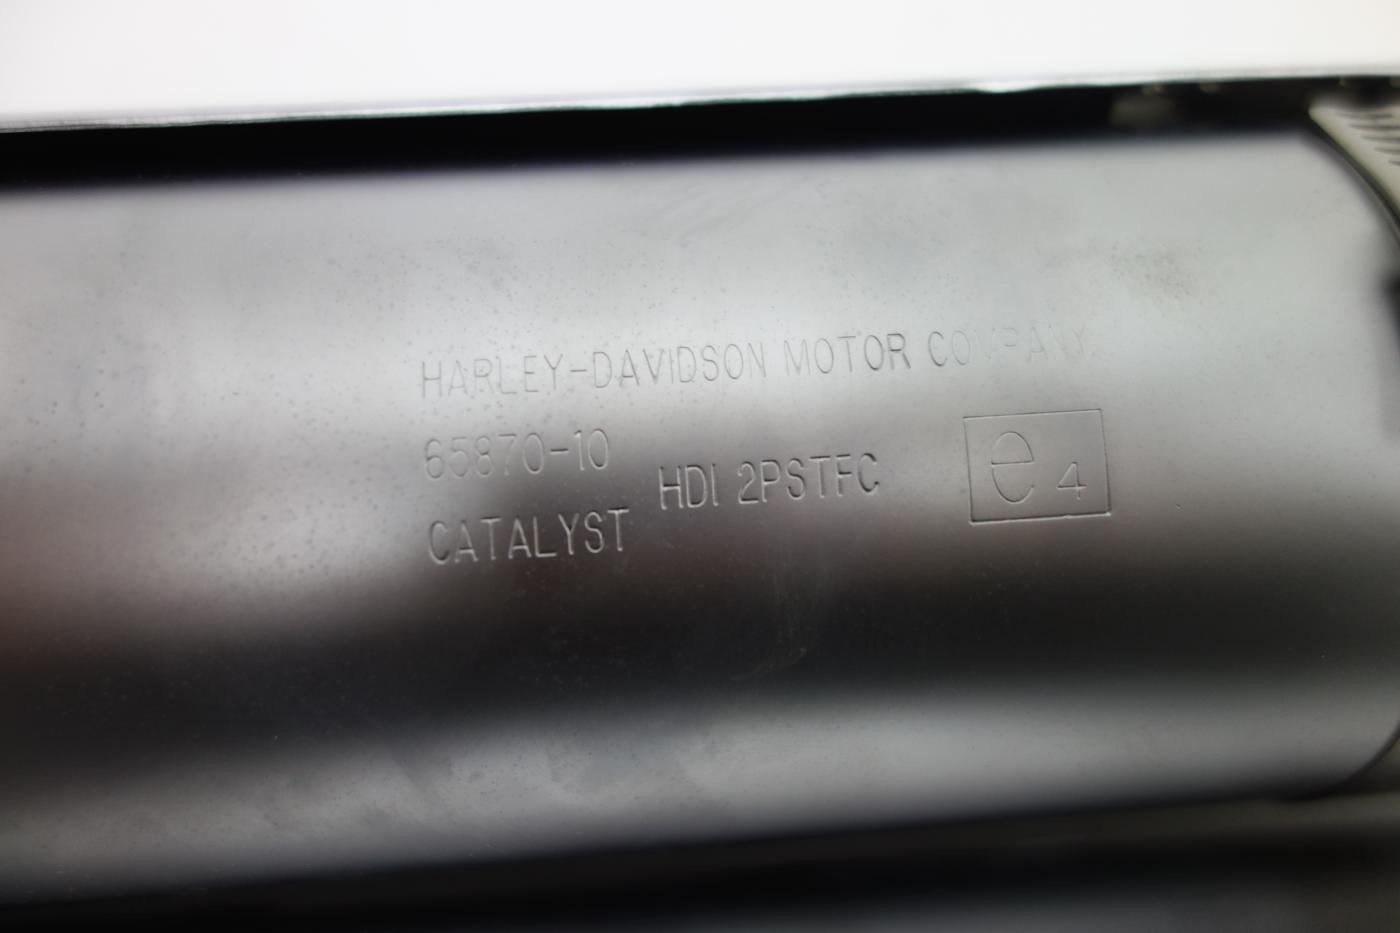 HARLEY-DAVIDSON MOTOR COMPANY
65870-10
HDI 2PSTFC
CATALYST
e 4